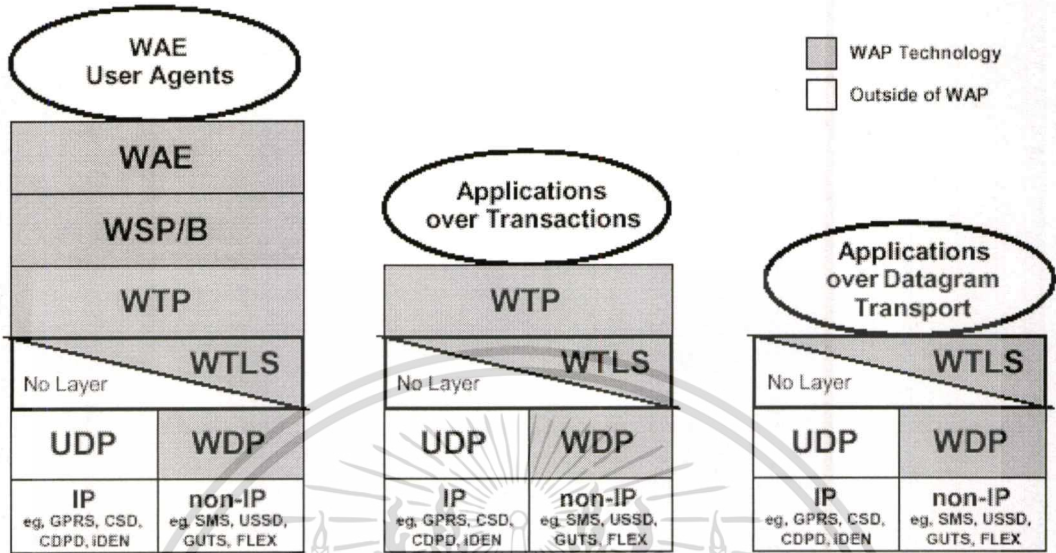 WAE
User Agents
WAE
WSP/B
WTP
WTLS
No Layer
UDP
WDP
IP
eg, GPRS, CSD,
CDPD, iDEN
non-IP
eg, SMS, USSD,
GUTS, FLEX
Applications
over Transactions
WTP
WTLS
No Layer
UDP
WDP
IP
eg, GPRS, CSD,
CDPD, iDEN
non-IP
eg, SMS, USSD,
GUTS, FLEX
WAP Technology
Outside of WAP
Applications
over Datagram
Transport
WTLS
No Layer
UDP
WDP
IP
eg, GPRS, CSD,
CDPD, iDEN
non-IP
eg, SMS, USSD,
GUTS, FLEX